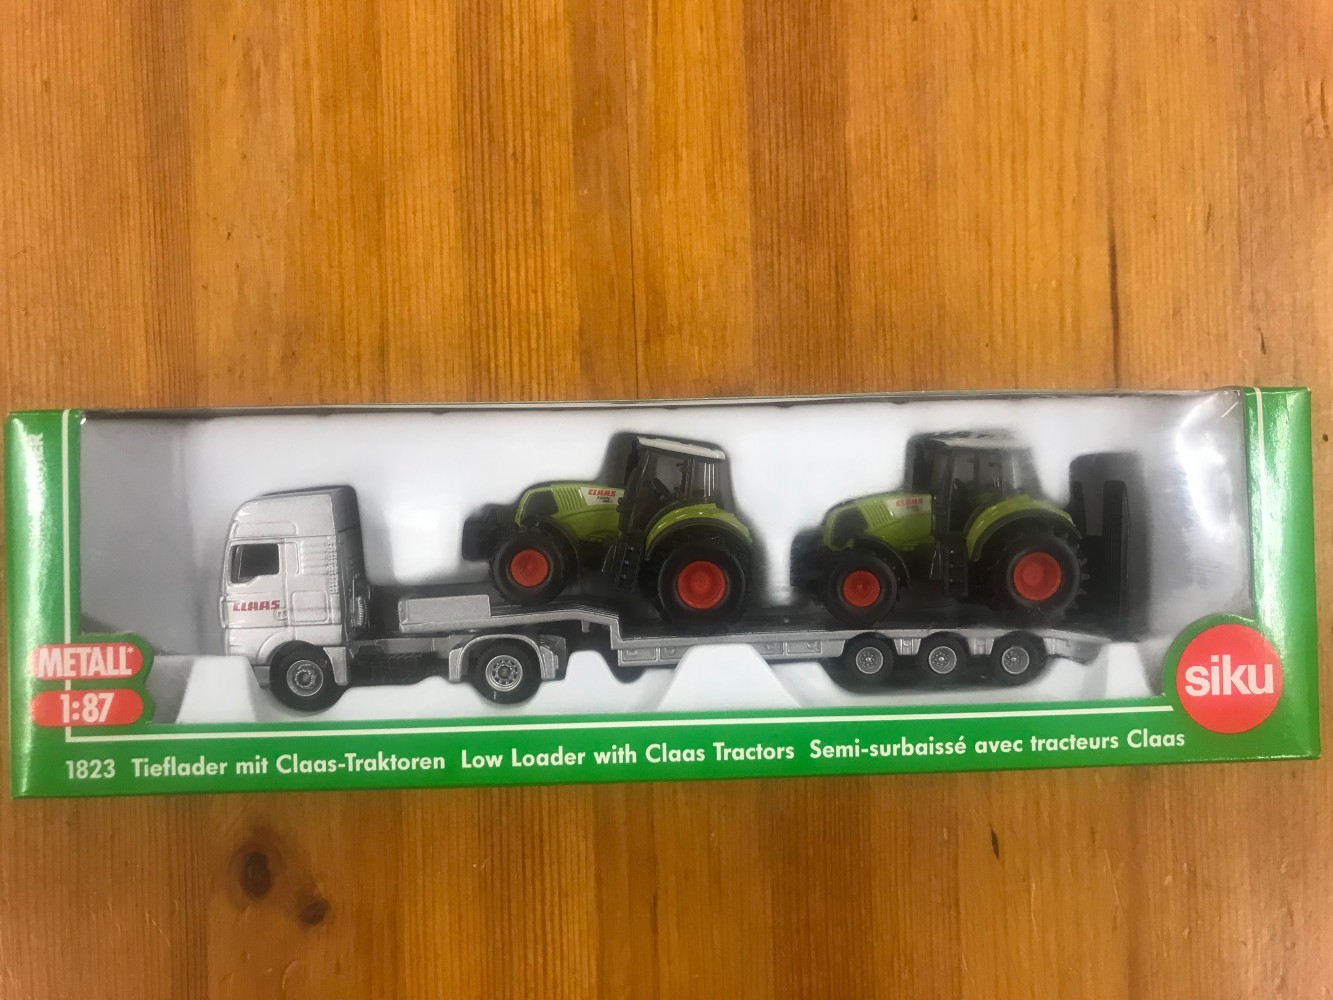 CLAAS
CLAAS
CLAAS
METALL*
1:87
siku
1823 Tieflader mit Claas-Traktoren Low Loader with Claas Tractors Semi-surbaissé avec tracteurs Claas